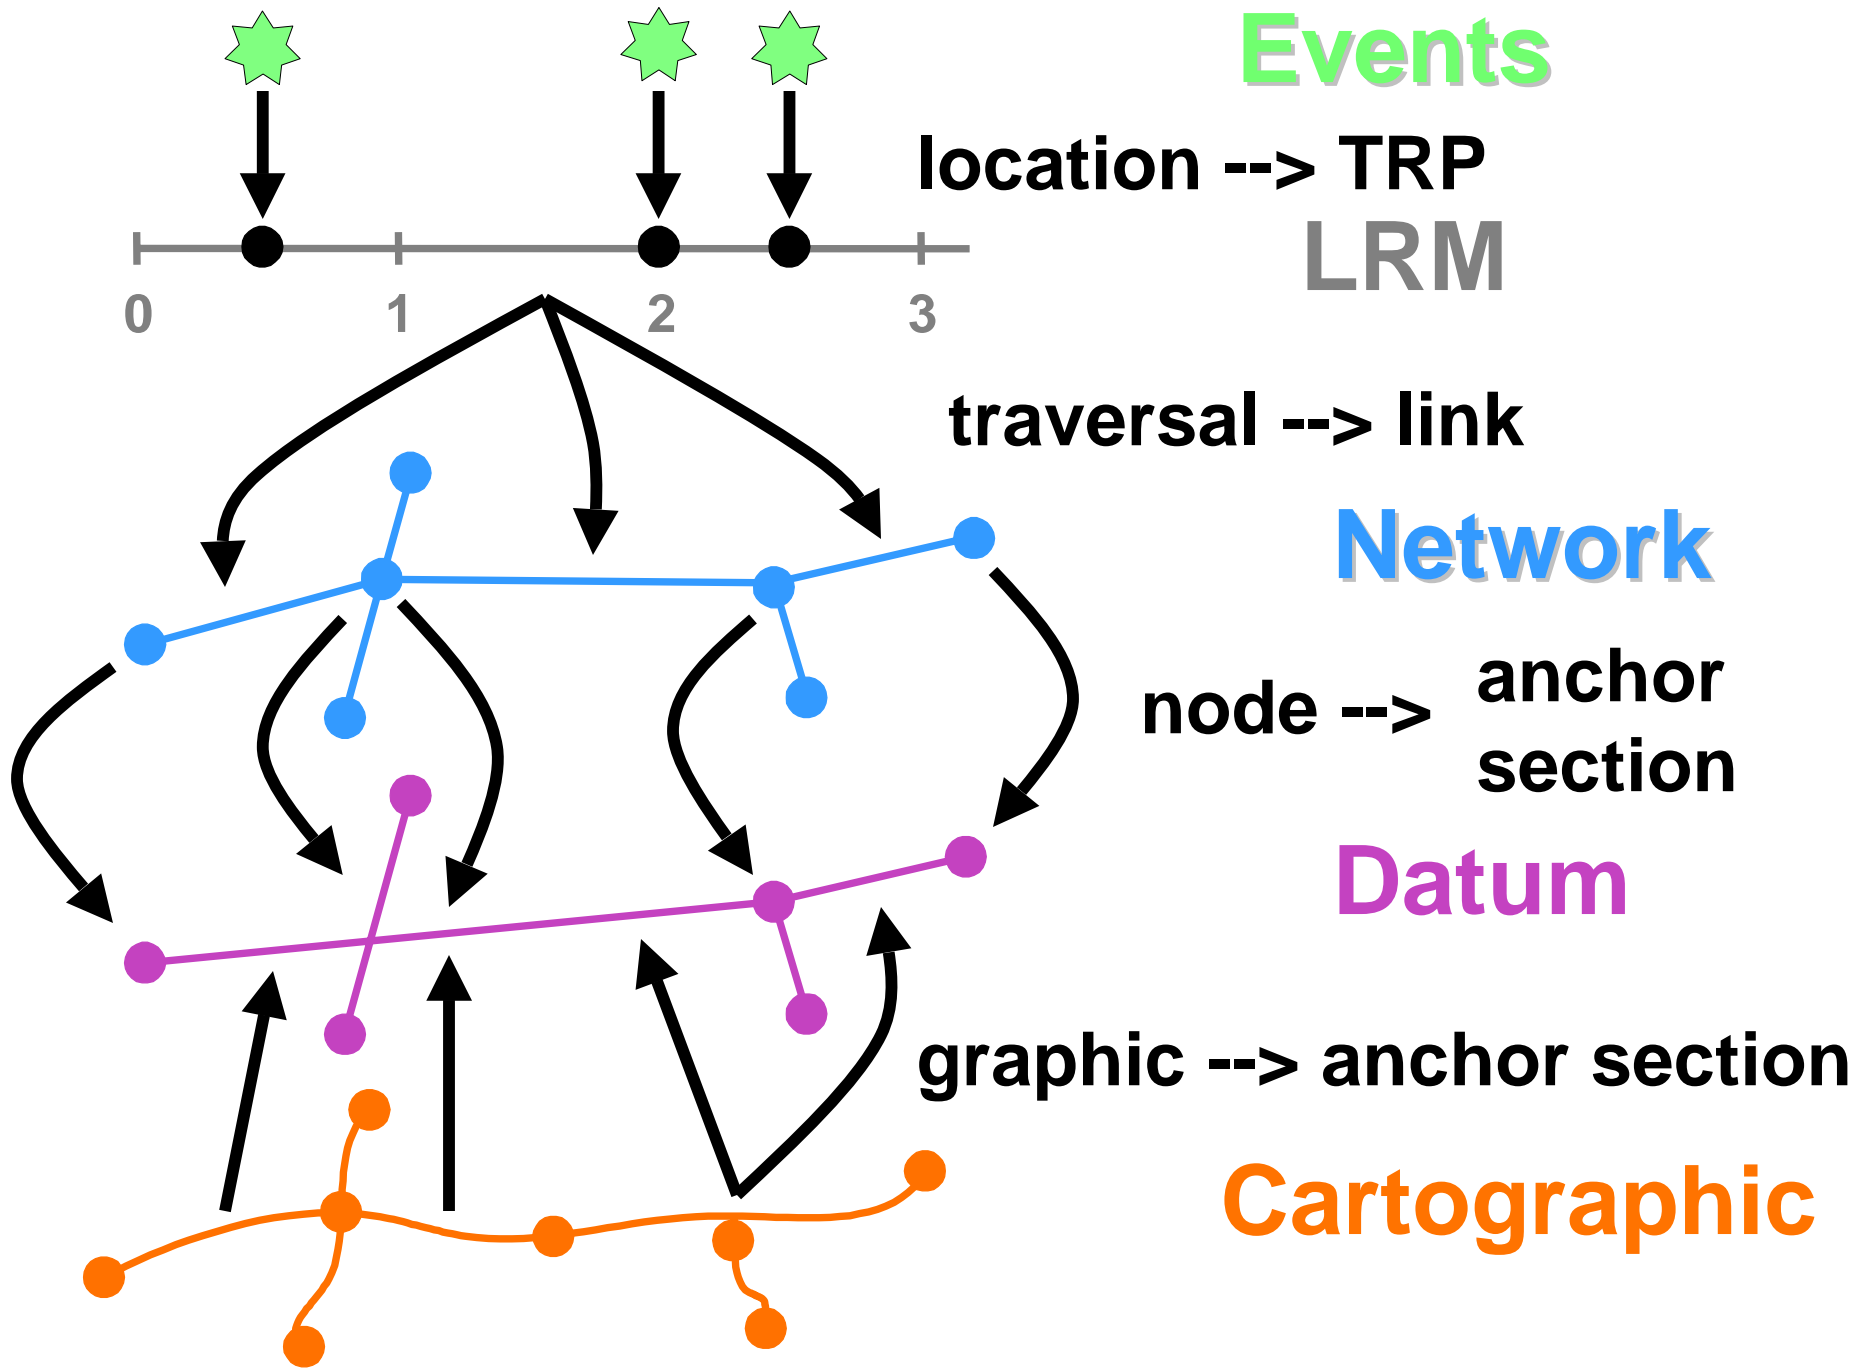 Events
location --> TRP
LRM
0 1 2 3
traversal --> link
Network
node --> anchor
section
Datum
graphic --> anchor section
Cartographic